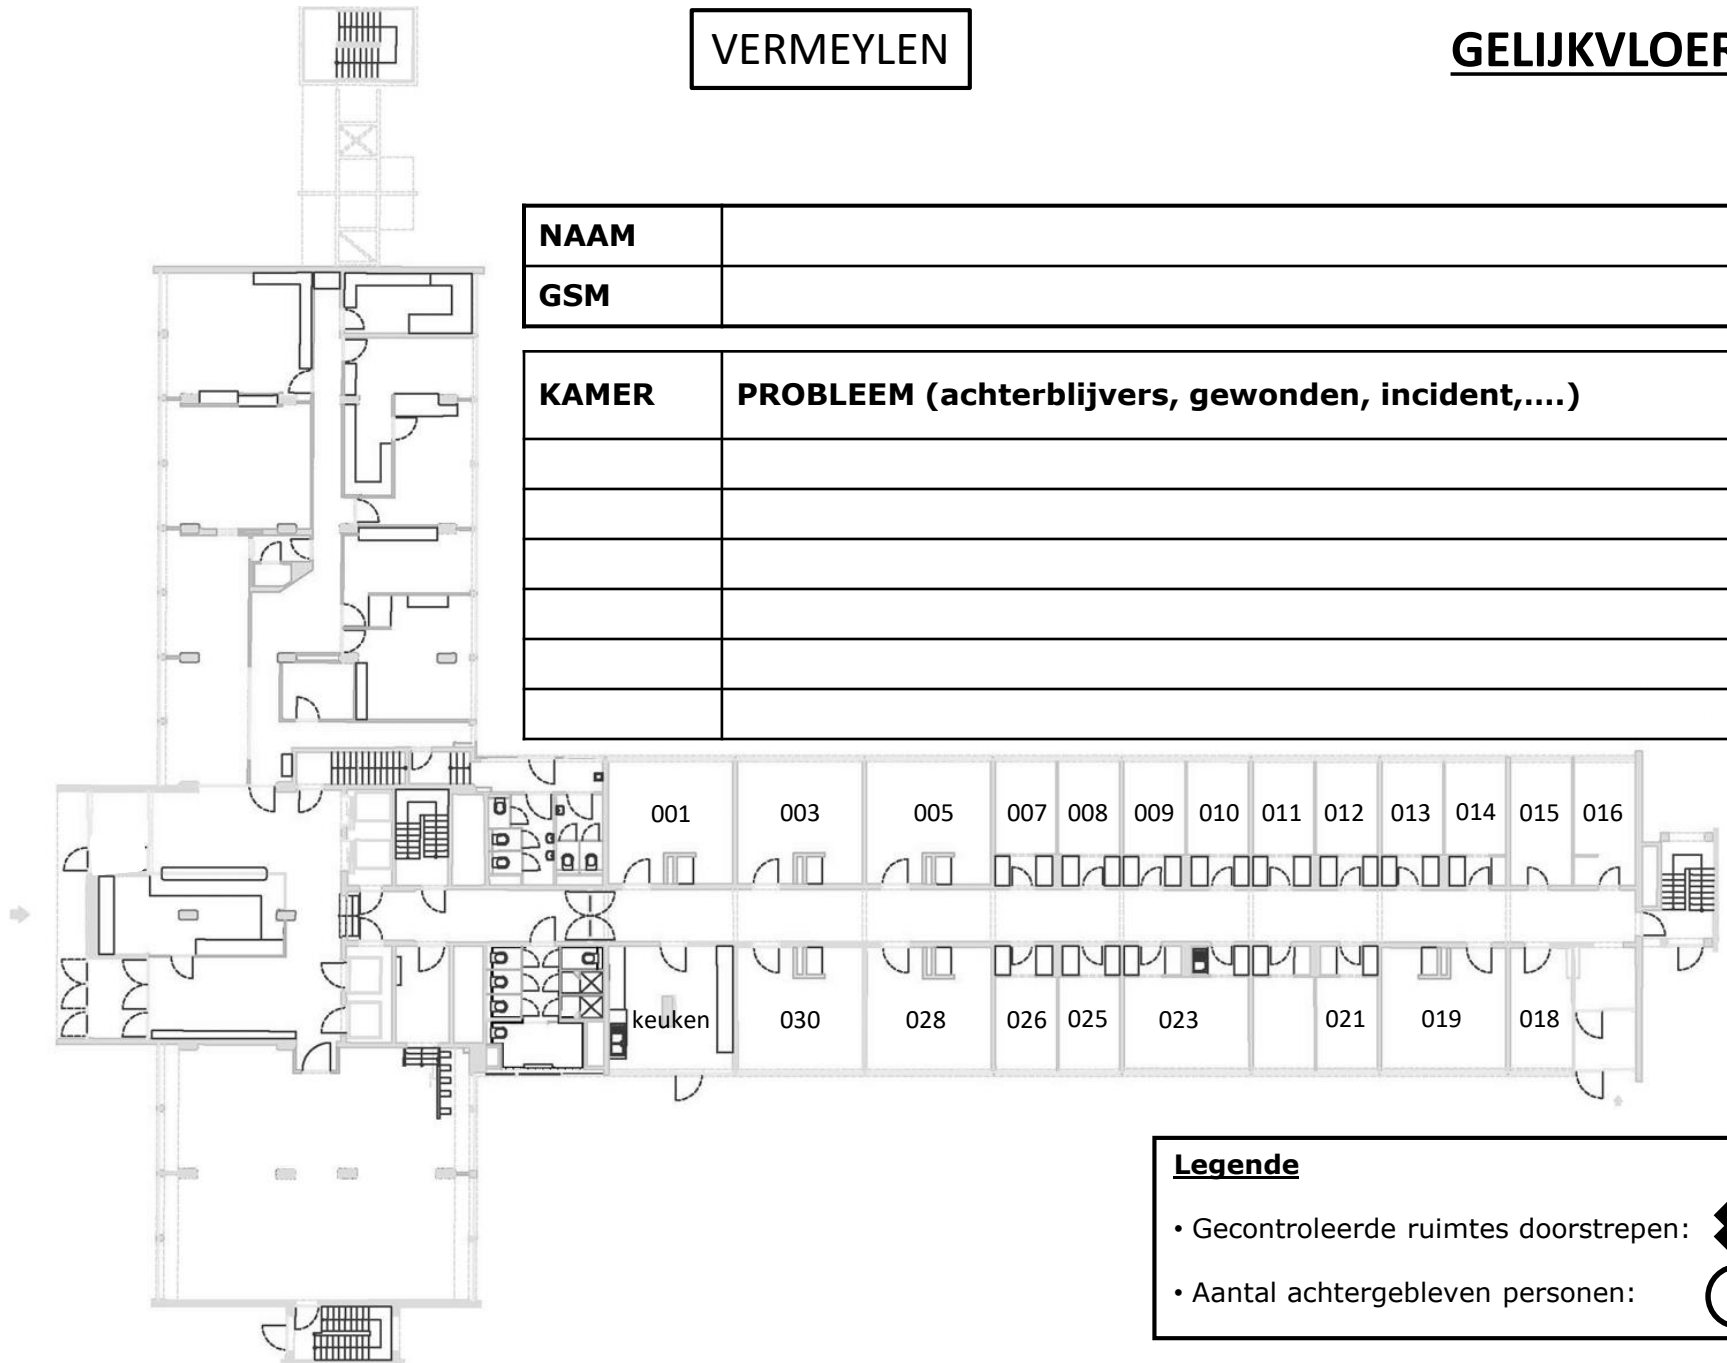 VERMEYLEN
GELIJKVLOER
NAAM
GSM
KAMER PROBLEEM (achterblijvers, gewonden, incident,....)
001 003 005 007 008 009 010 011 012 013 014 015 016
keuken 030 028 026 025 023 021 019 018
Legende
• Gecontroleerde ruimtes doorstrepen:
• Aantal achtergebleven personen: